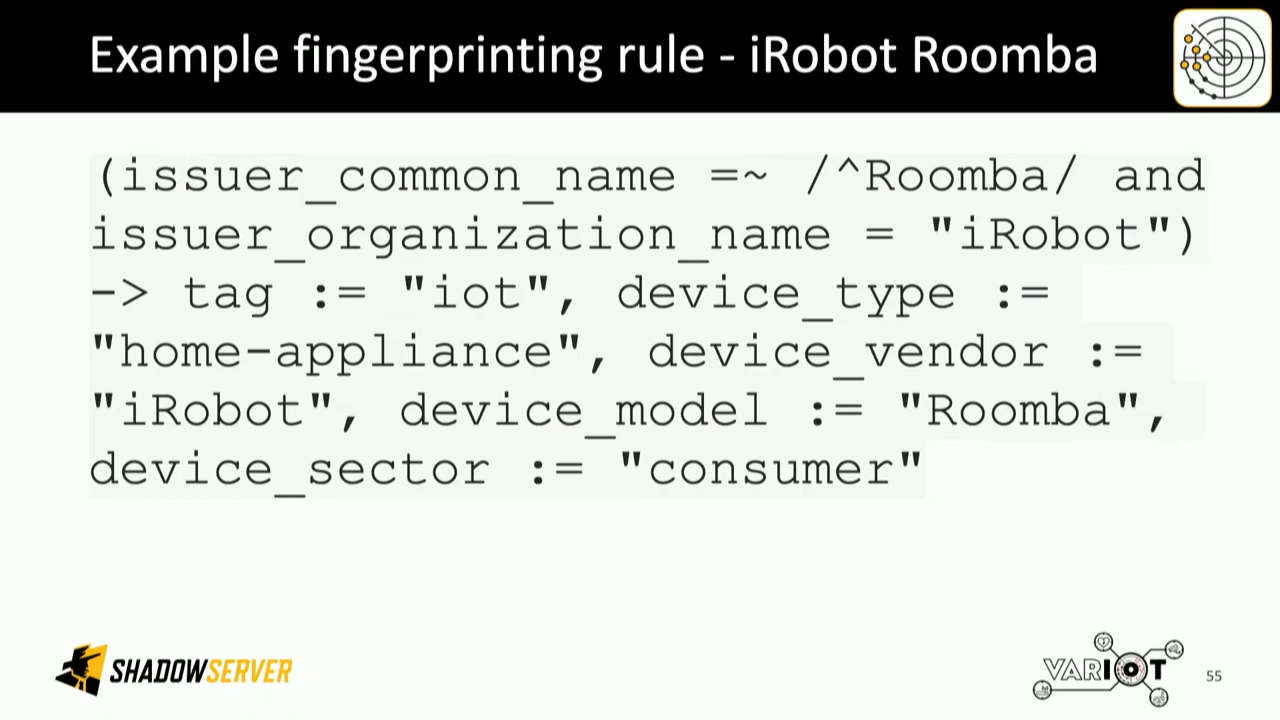 Example fingerprinting rule - iRobot Roomba
(issuer_common_name =~ /^Roomba/ and
issuer_organization_name = "iRobot")
-> tag := "iot", device_type :=
"home-appliance", device_vendor :=
"iRobot", device_model := "Roomba",
device_sector := "consumer"
SHADOWSERVER
VARIOT
55